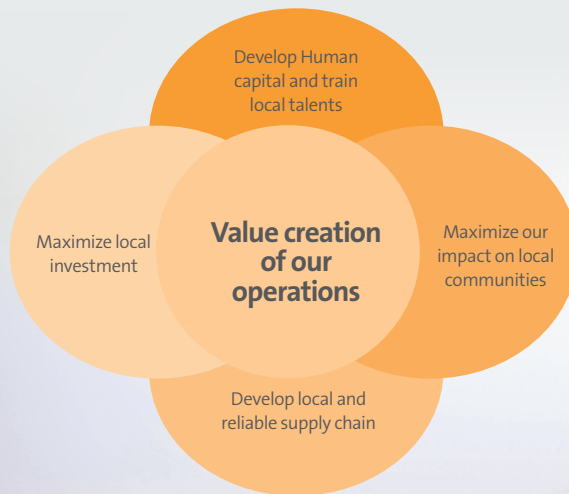 Develop Human
capital and train
local talents
Maximize local
investment
Value creation
of our
operations
Maximize our
impact on local
communities
Develop local and
reliable supply chain